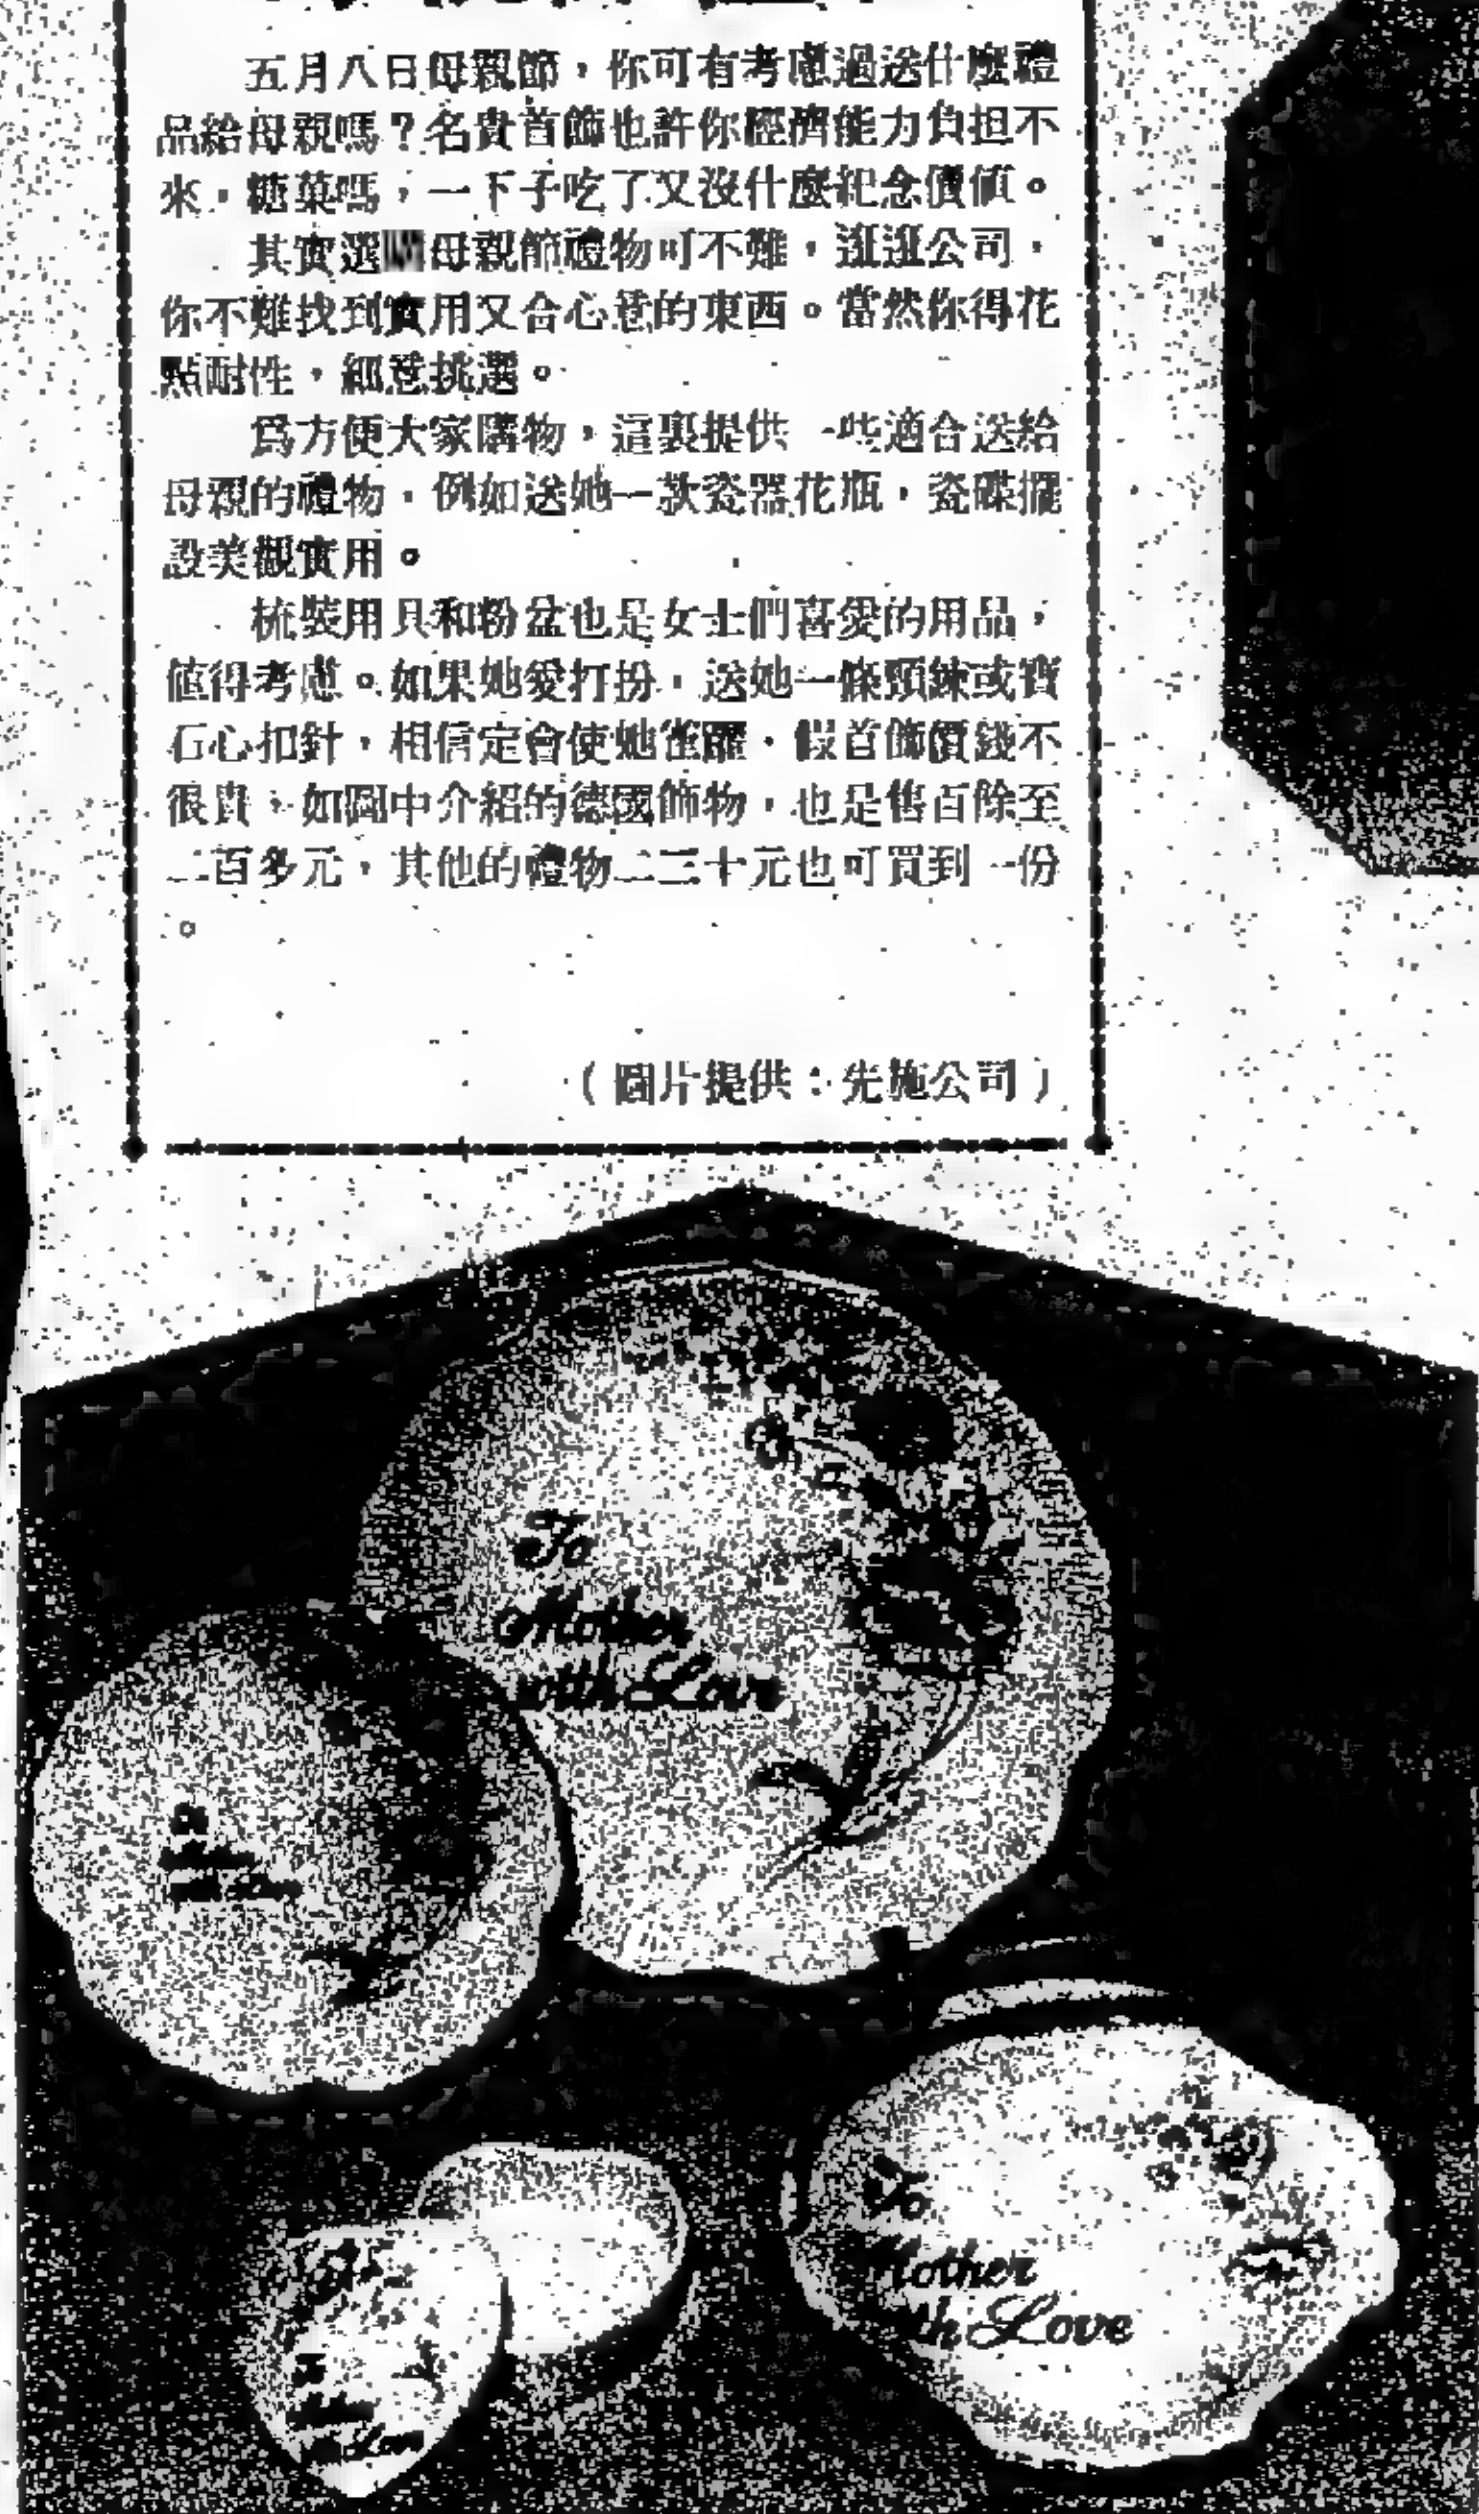 五月八日母親節，你可有考慮過送什麼禮
品給母親嗎？名貴首飾也許你經濟能力負担不
來，糖菓嗎，一下子吃了又沒什麼紀念價值。
其實選購母親節禮物可不難，逛逛公司，
你不難找到實用又合心意的東西。當然你得花
點耐性，細意挑選。
爲方便大家購物，這裏提供一些適合送給
母親的禮物，例如送她一款瓷器花瓶，瓷碟擺
設美觀實用。
梳裝用具和粉盆也是女士們喜愛的用品，
值得考慮。如果她愛打扮，送她一條頸鍊或寶
石心扣針，相信定會使她雀躍，假首飾價錢不
很貴，如圖中介紹的德國飾物，也是售百餘至
二百多元，其他的禮物二三十元也可買到一份
。
（圖片提供：先施公司）
To
Mother
with Love
To
Mother
th Love